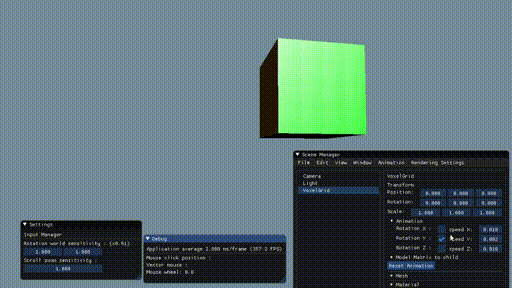 Scene Manager
File Edit View Window Animation Rendering Settings
Camera
Light
VoxelGrid
VoxelGrid
Transform
Position: 0.000 0.000 0.000
Rotation: 0.000 0.000 0.000
Scale: 1.000 1.000 1.000
Animation
Rotation X : speed X: 0.010
Rotation Y : speed Y: 0.002
Rotation Z : speed Z: 0.010
Model Matrix to child
Reset Animation
Mesh
Material
Settings
Input Manager
Rotation world sensitivity : (x0.01)
1.000 1.000
Scroll zoom sensitivity :
1.000
Debug
Application average ms/frame (357.2 FPS)
Mouse click position :
Vector mouse :
Mouse wheel: 0.0